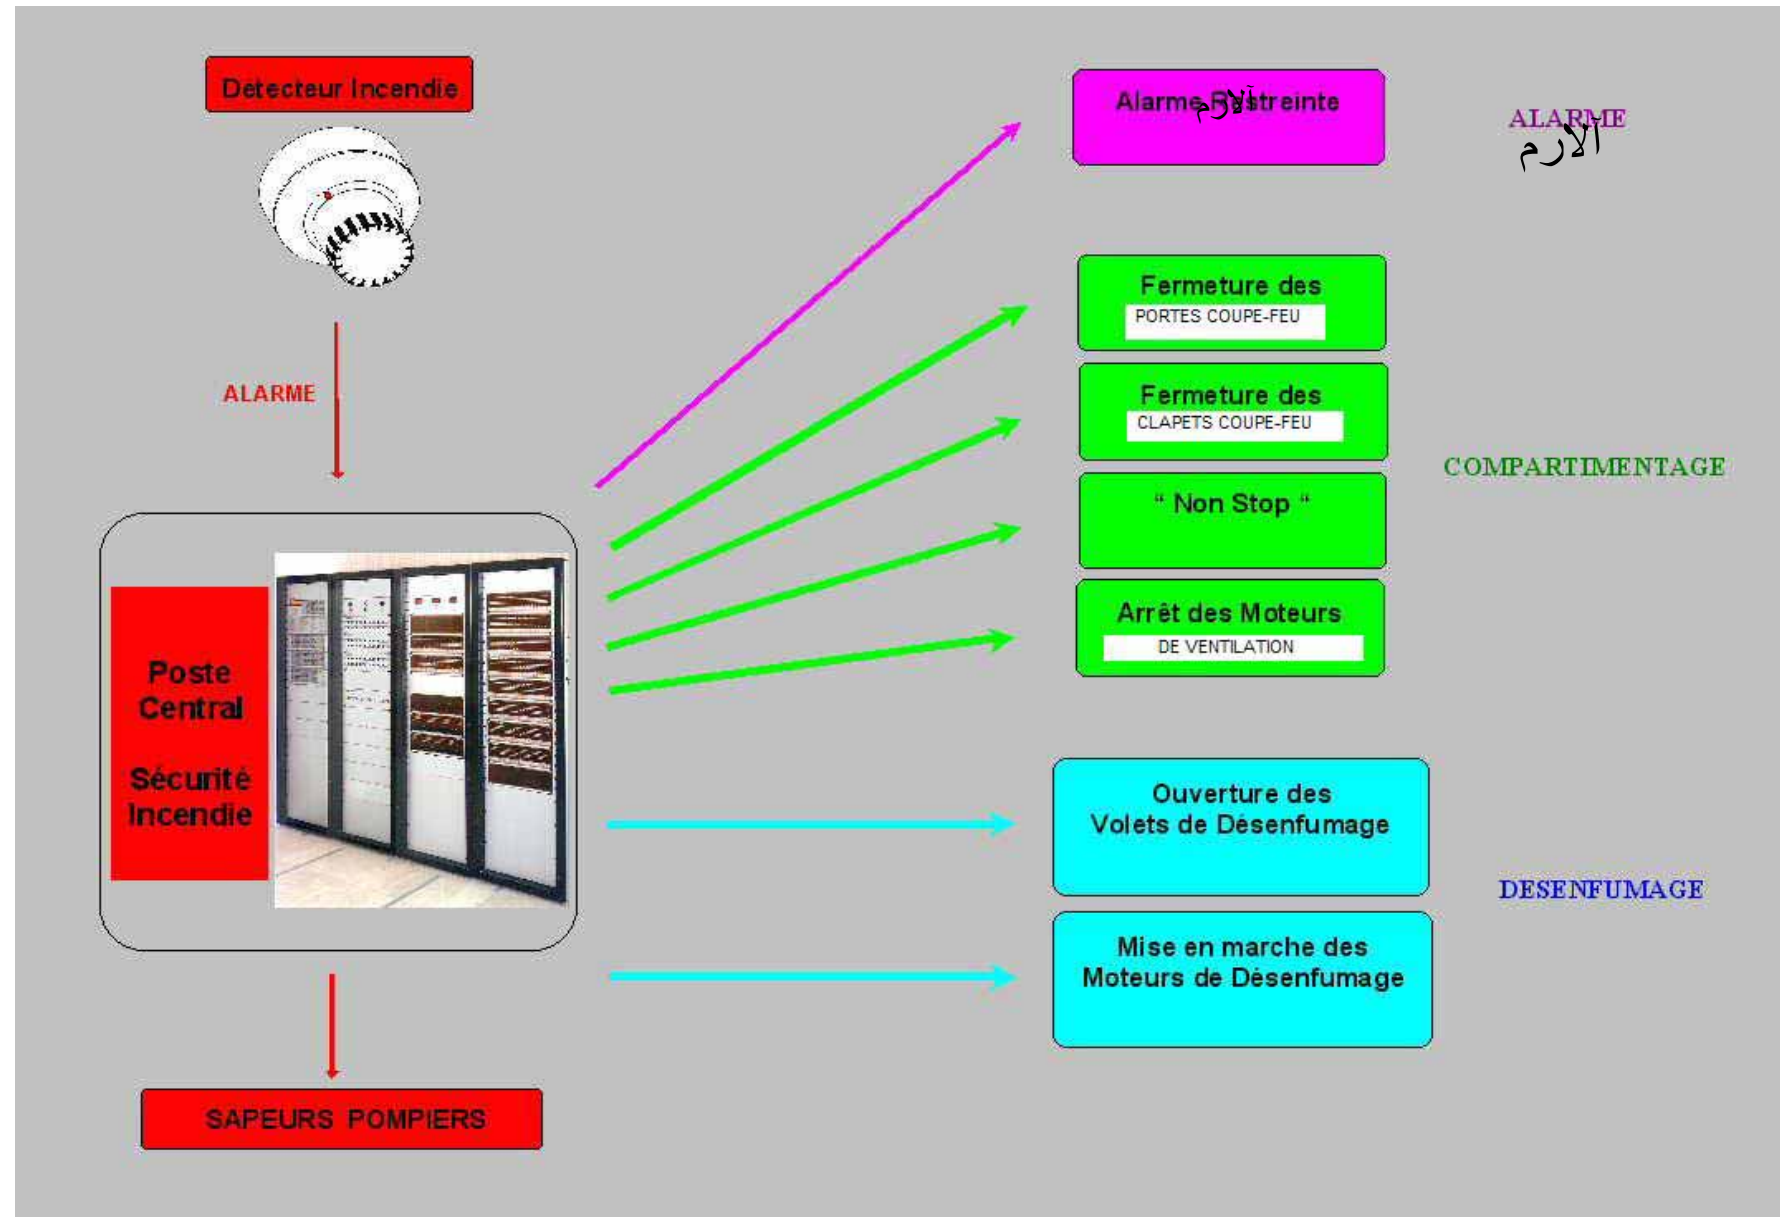 Détecteur Incendie
ALARME
Poste
Central
Sécurité
Incendie
SAPEURS POMPIERS
Alarme Restreinte
آلارم
ALARME
آلارم
Fermeture des
PORTES COUPE-FEU
Fermeture des
CLAPETS COUPE-FEU
“ Non Stop “
Arrêt des Moteurs
DE VENTILATION
COMPARTIMENTAGE
Ouverture des
Volets de Désenfumage
Mise en marche des
Moteurs de Désenfumage
DESENFUMAGE